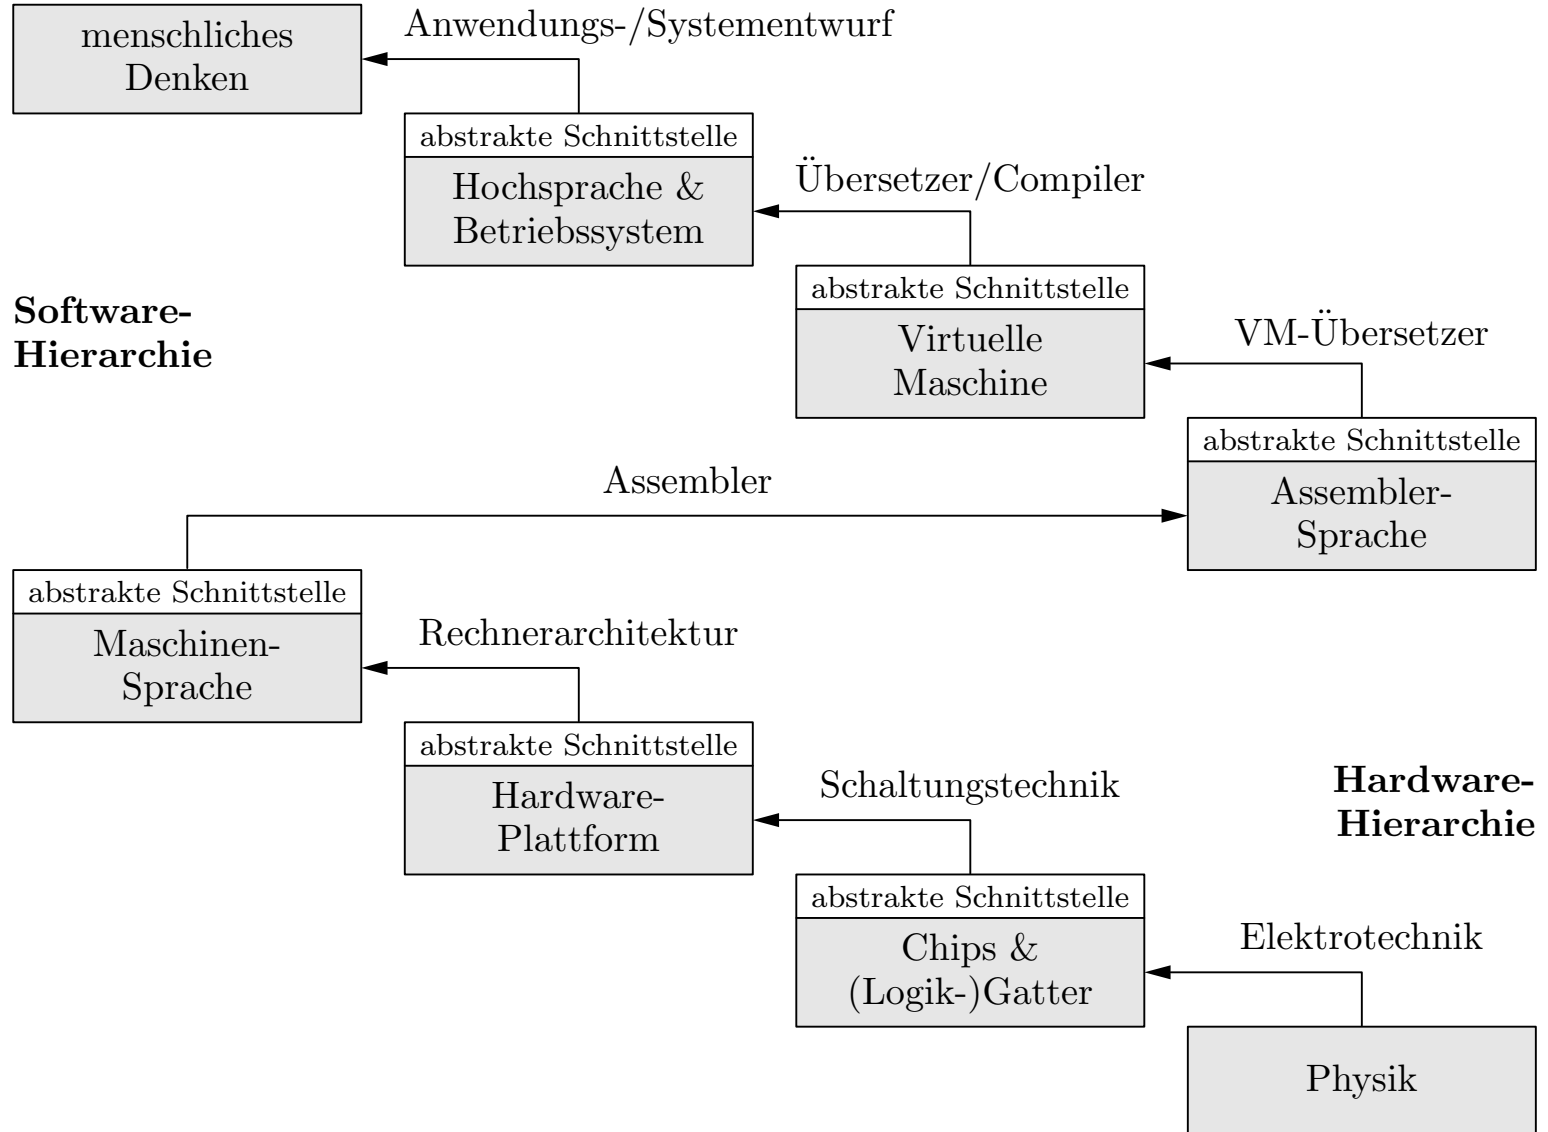 menschliches
Denken
Anwendungs-/Systementwurf
abstrakte Schnittstelle
Hochsprache &
Betriebssystem
Übersetzer/Compiler
abstrakte Schnittstelle
Virtuelle
Maschine
Software-
Hierarchie
VM-Übersetzer
abstrakte Schnittstelle
Assembler-
Sprache
Assembler
abstrakte Schnittstelle
Maschinen-
Sprache
Rechnerarchitektur
abstrakte Schnittstelle
Hardware-
Plattform
Schaltungstechnik
Hardware-
Hierarchie
abstrakte Schnittstelle
Chips &
(Logik-)Gatter
Elektrotechnik
Physik